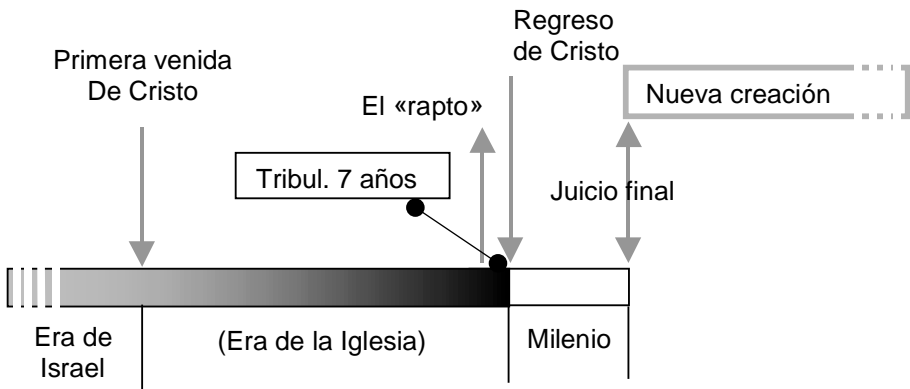 Regreso
de Cristo
Primera venida
De Cristo
Nueva creación
El «rapto»
Tribul. 7 años
Juicio final
Era de
Israel
(Era de la Iglesia)
Milenio